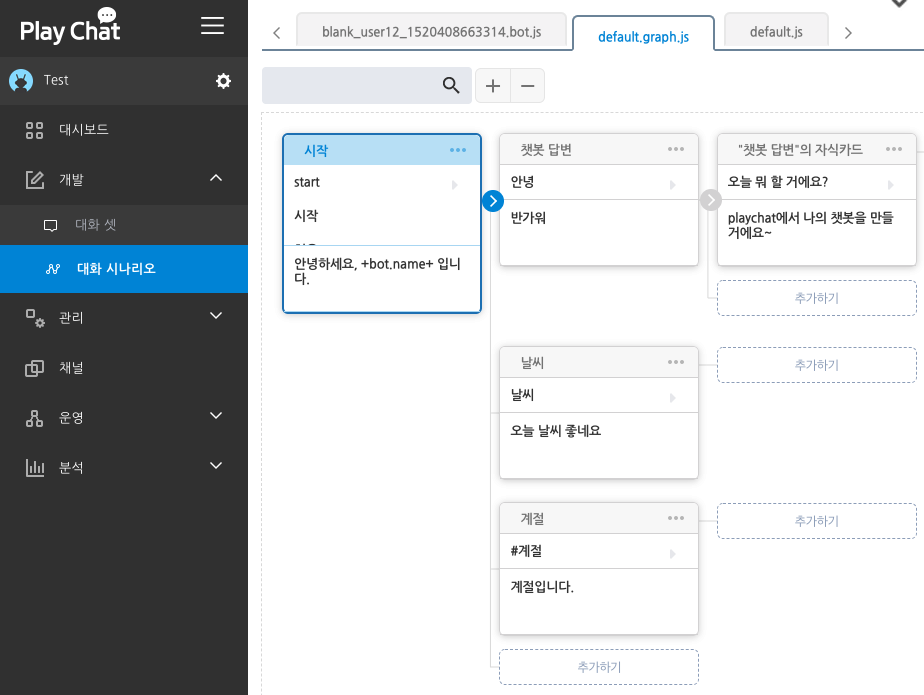 Play Chat
Test
대시보드
개발
대화 셋
대화 시나리오
관리
채널
운영
분석
blank_user12_1520408663314.bot.js
default.graph.js
default.js
시작
start
시작
안녕하세요, +bot.name+ 입니
다.
챗봇 답변
안녕
반가워
"챗봇 답변"의 자식카드
오늘 뭐 할 거에요?
playchat에서 나의 챗봇을 만들
거에요~
추가하기
날씨
날씨
오늘 날씨 좋네요
추가하기
계절
#계절
계절입니다.
추가하기
추가하기